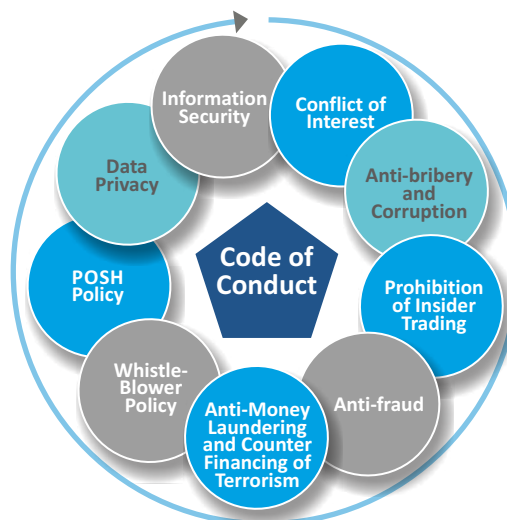 Information
Security
Conflict of
Interest
Anti-bribery
and
Corruption
Prohibition
of Insider
Trading
Anti-fraud
Anti-Money
Laundering
and Counter
Financing of
Terrorism
Whistle-
Blower
Policy
POSH
Policy
Data
Privacy
Code of
Conduct